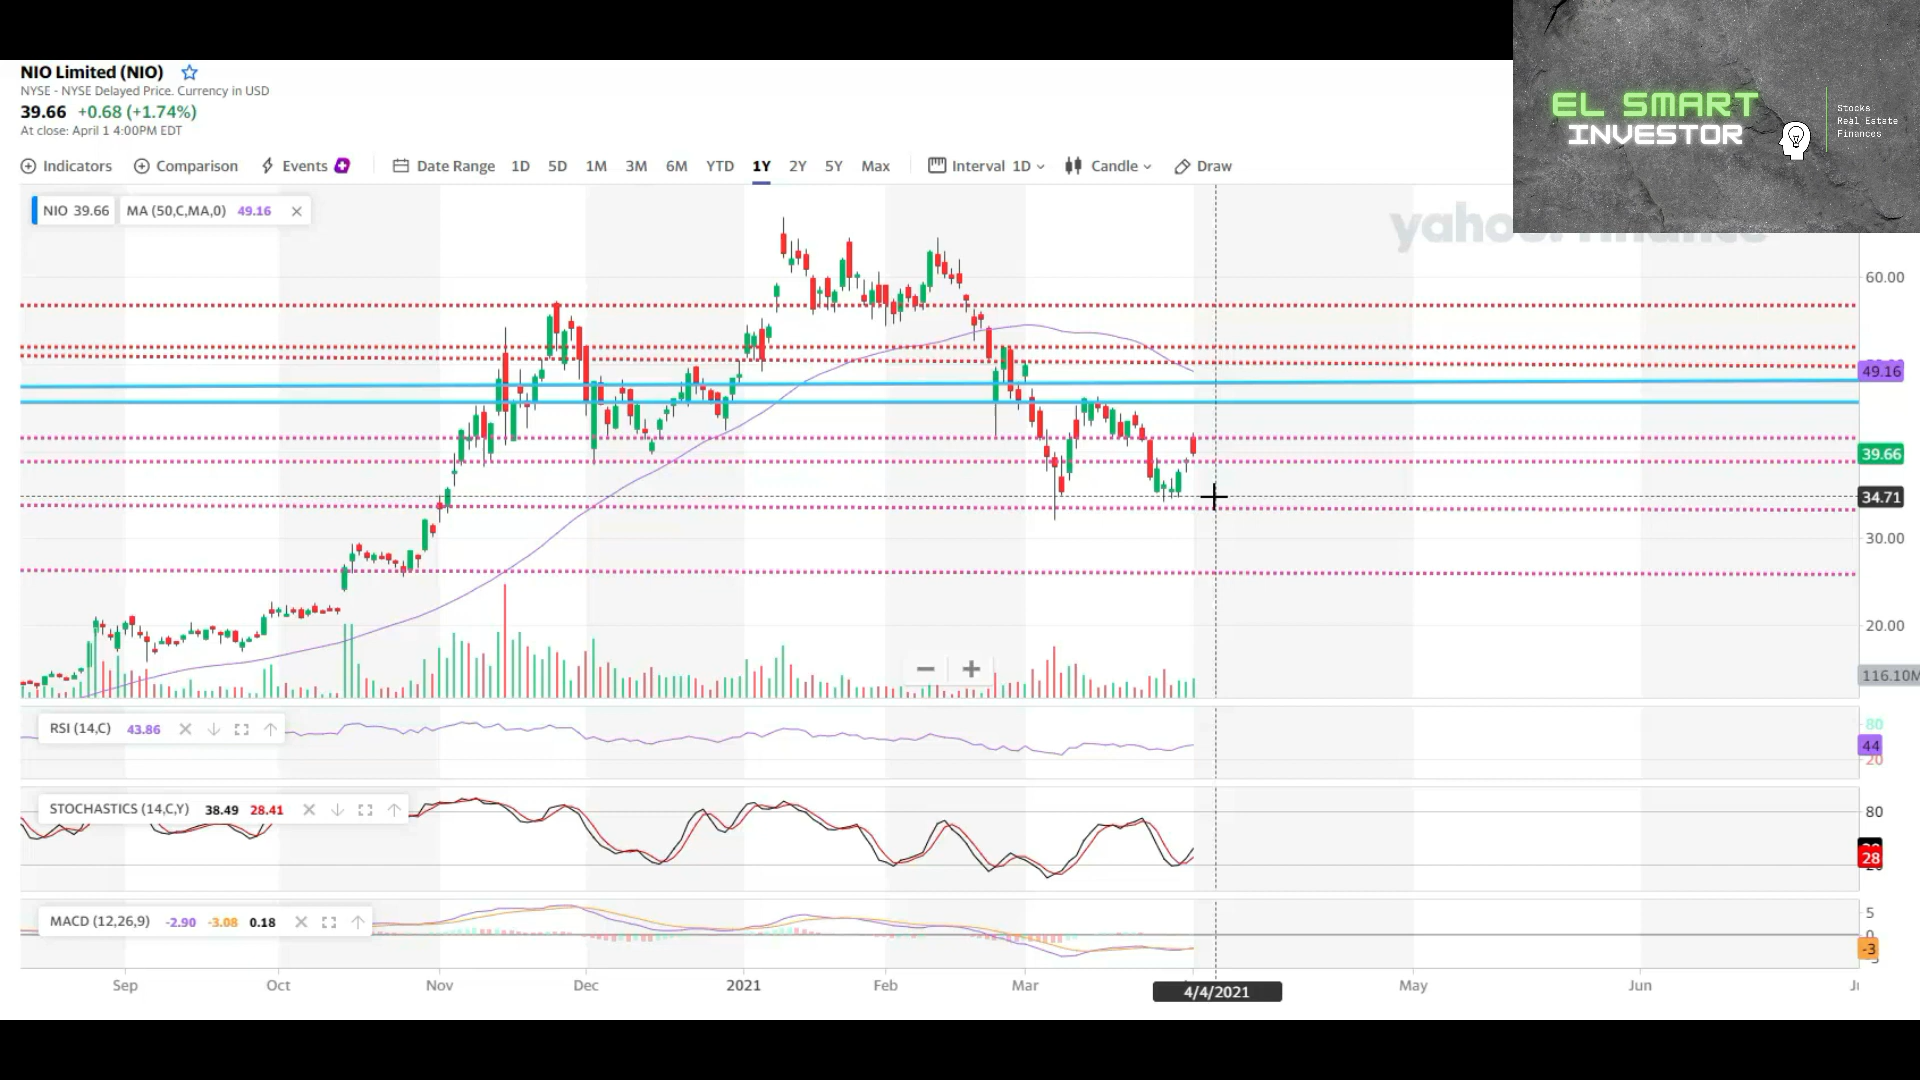 NIO Limited (NIO)
NYSE - NYSE Delayed Price. Currency in USD
39.66 +0.68 (+1.74%)
At close: April 1 4:00PM EDT
EL SMART
INVESTOR
Stocks
Real Estate
Finances
Indicators Comparison Events Date Range 1D 5D 1M 3M 6M YTD 1Y 2Y 5Y Max Interval 1D Candle Draw
NIO 39.66 MA (50,C,MA,0) 49.16
60.00
49.16
39.66
34.71
30.00
20.00
116.10M
RSI (14,C) 43.86
80
44
20
STOCHASTICS (14,C,Y) 38.49 28.41
80
28
MACD (12,26,9) -2.90 -3.08 0.18
5
0
-3
Sep Oct Nov Dec 2021 Feb Mar 4/4/2021 May Jun